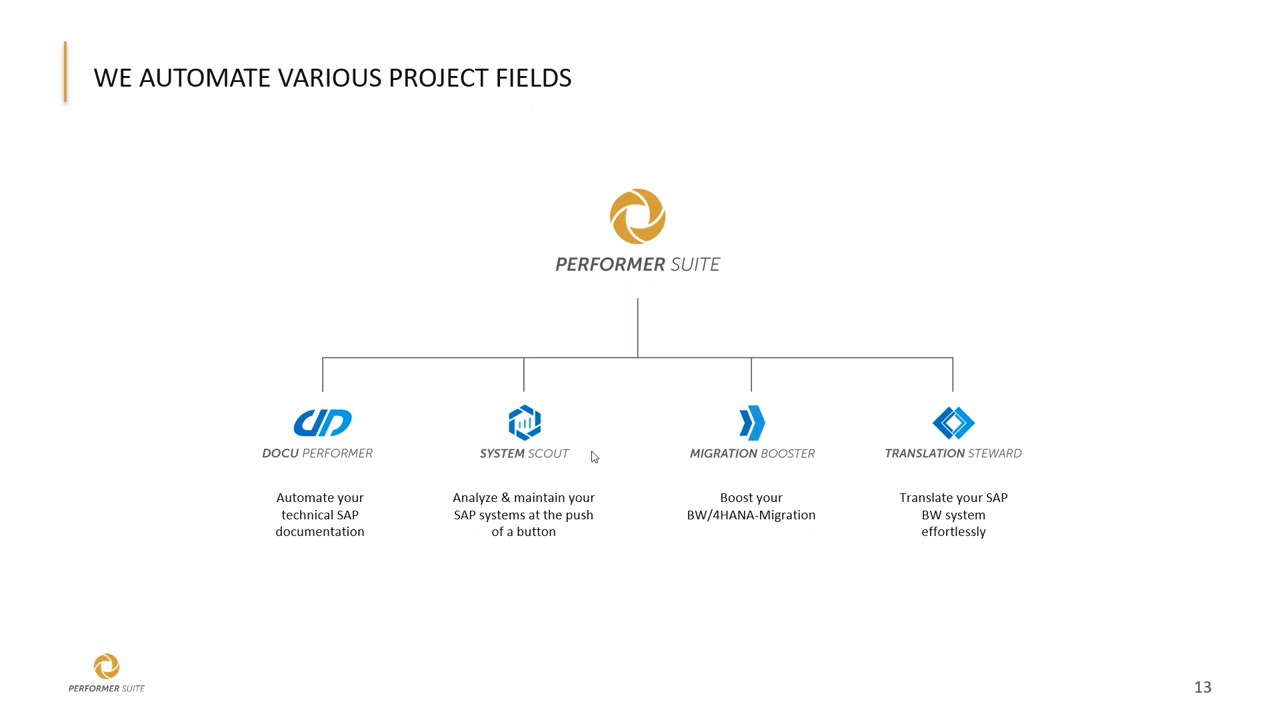 WE AUTOMATE VARIOUS PROJECT FIELDS
PERFORMER SUITE
DOCU PERFORMER
Automate your
technical SAP
documentation
SYSTEM SCOUT
Analyze & maintain your
SAP systems at the push
of a button
MIGRATION BOOSTER
Boost your
BW/4HANA-Migration
TRANSLATION STEWARD
Translate your SAP
BW system
effortlessly
PERFORMER SUITE
13